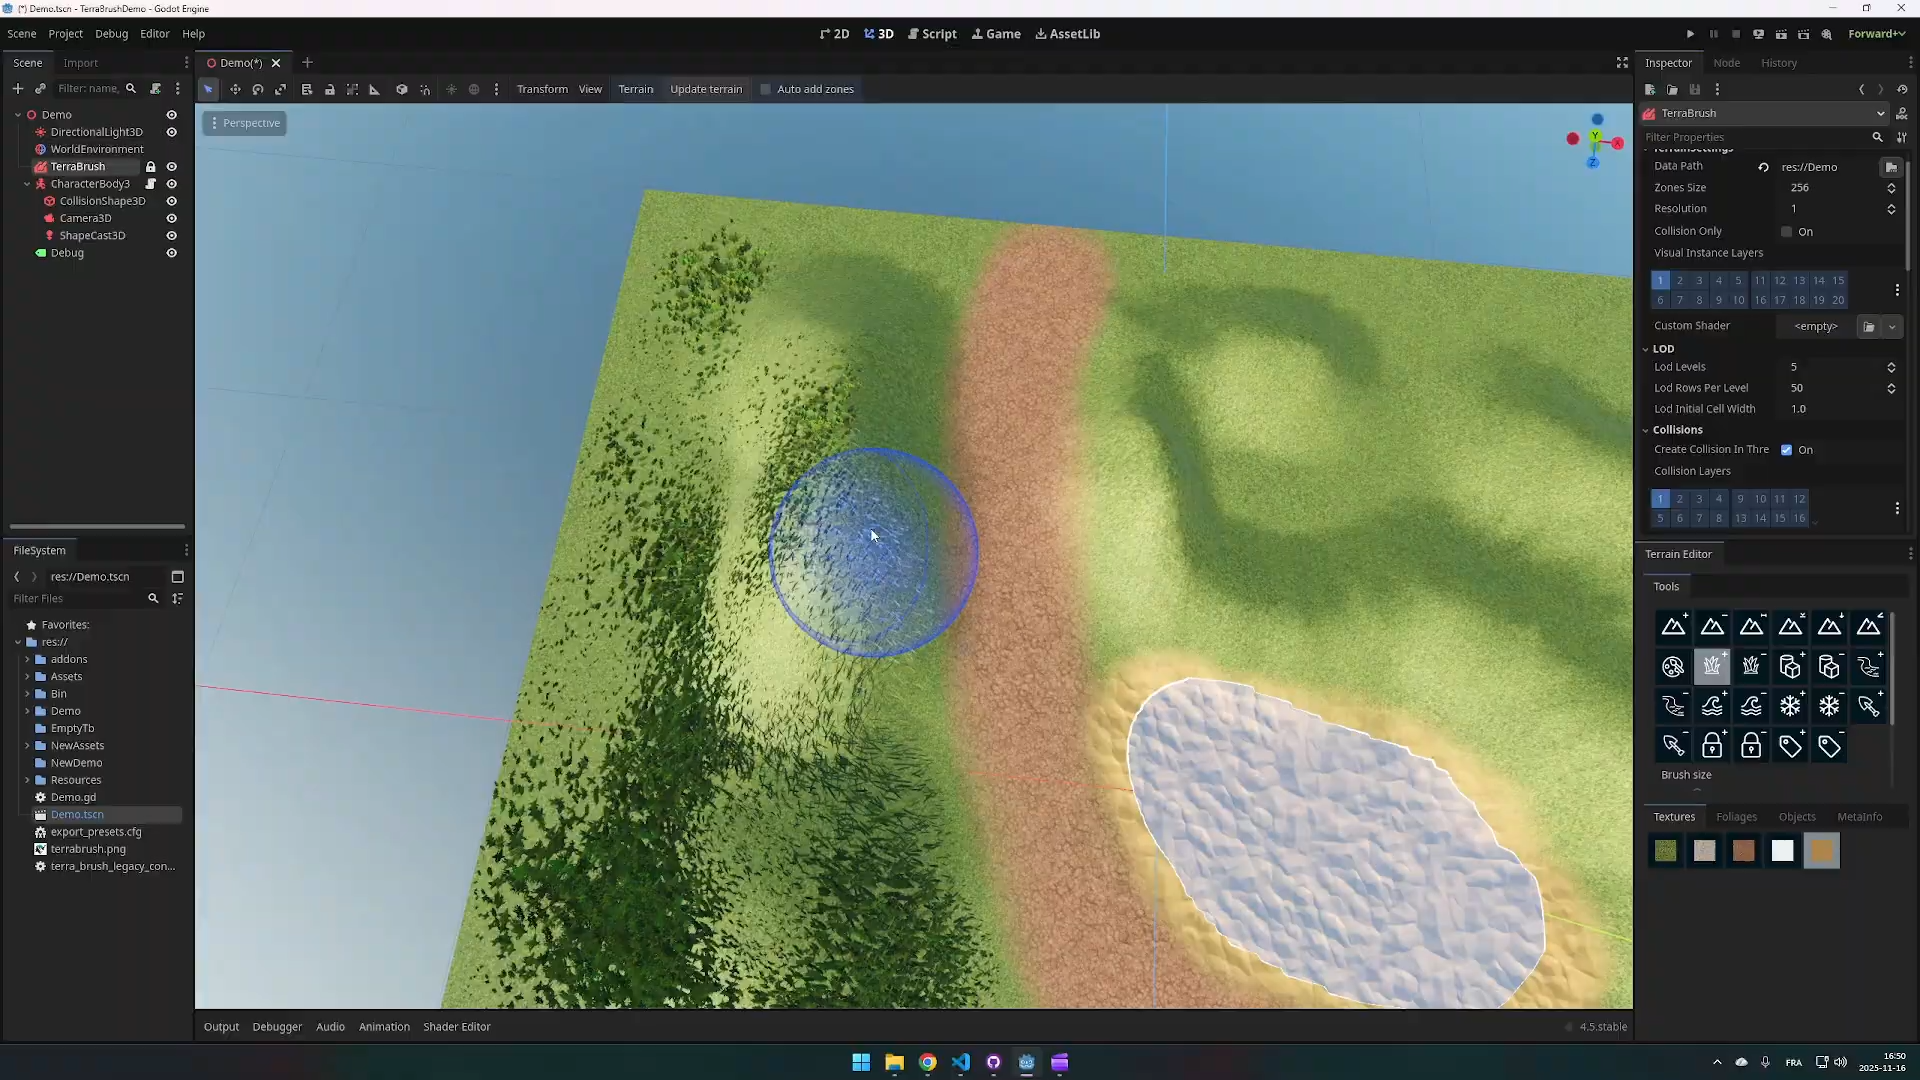 (*) Demo.tscn - TerraBrushDemo - Godot Engine
Scene Project Debug Editor Help
2D 3D Script Game AssetLib
Forward+
Scene Import
Demo(*)
Inspector Node History
Filter: name,
Transform View Terrain Update terrain Auto add zones
Demo
DirectionalLight3D
WorldEnvironment
TerraBrush
CharacterBody3
CollisionShape3D
Camera3D
ShapeCast3D
Debug
Perspective
Y
X
Z
TerraBrush
Filter Properties
TerrainSettings
Data Path res://Demo
Zones Size 256
Resolution 1
Collision Only On
Visual Instance Layers
1 2 3 4 5 11 12 13 14 15
6 7 8 9 10 16 17 18 19 20
Custom Shader <empty>
LOD
Lod Levels 5
Lod Rows Per Level 50
Lod Initial Cell Width 1.0
Collisions
Create Collision In Thre On
Collision Layers
1 2 3 4 9 10 11 12
5 6 7 8 13 14 15 16
FileSystem
res://Demo.tscn
Filter Files
Favorites:
res://
addons
Assets
Bin
Demo
EmptyTb
NewAssets
NewDemo
Resources
Demo.gd
Demo.tscn
export_presets.cfg
terrabrush.png
terra_brush_legacy_con...
Terrain Editor
Tools
Brush size
Textures Foliages Objects MetaInfo
Output Debugger Audio Animation Shader Editor
4.5.stable
FRA
16:50
2025-11-16